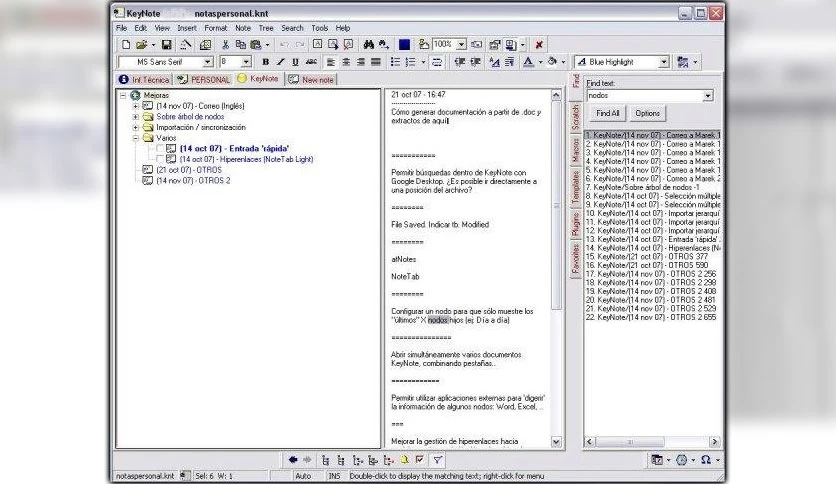 KeyNote notaspersonal.knt
File Edit View Insert Format Note Tree Search Tools Help
100%
MS Sans Serif 8 B I U ABC A Blue Highlight
Inf.Técnica PERSONAL KeyNote New note
Mejoras
(14 nov 07) - Correo (Inglés)
Sobre árbol de nodos
Importación / sincronización
Varios
(14 oct 07) - Entrada 'rápida'
(14 oct 07) - Hiperenlaces (NoteTab Light)
(21 oct 07) - OTROS
(14 nov 07) - OTROS 2
21 oct 07 - 16:47
--------------------
Cómo generar documentación a partir de .doc y
extractos de aquí
===========
Permitir búsquedas dentro de KeyNote con
Google Desktop. ¿Es posible ir directamente a
una posición del archivo?
========
File Saved. Indicar tb. Modified
========
atNotes
NoteTab
========
Configurar un nodo para que sólo muestre los
"últimos" X nodos hijos (ej: Día a día)
===============
Abrir simultáneamente varios documentos
KeyNote, combinando pestañas..
============
Permitir utilizar aplicaciones externas para 'digerir'
la información de algunos nodos: Word, Excel, ..
===
Mejorar la gestión de hiperenlaces hacia
Find
Scratch
Macros
Templates
Plugins
Favorites
Find text:
nodos
Find All Options
1. KeyNote/(14 nov 07) - Correo a Marek 1
2. KeyNote/(14 nov 07) - Correo a Marek 1
3. KeyNote/(14 nov 07) - Correo a Marek 1
4. KeyNote/(14 nov 07) - Correo a Marek 1
5. KeyNote/(14 nov 07) - Correo a Marek 1
6. KeyNote/(14 nov 07) - Correo a Marek 2
7. KeyNote/Sobre árbol de nodos -1
8. KeyNote/(14 oct 07) - Selección múltiple
9. KeyNote/(14 oct 07) - Selección múltiple
10. KeyNote/(14 oct 07) - Importar jerarquí
11. KeyNote/(14 oct 07) - Importar jerarquí
12. KeyNote/(14 oct 07) - Importar jerarquí
13. KeyNote/(14 oct 07) - Entrada 'rápida'
14. KeyNote/(14 oct 07) - Hiperenlaces (N
15. KeyNote/(21 oct 07) - OTROS 377
16. KeyNote/(21 oct 07) - OTROS 590
17. KeyNote/(14 nov 07) - OTROS 2 256
18. KeyNote/(14 nov 07) - OTROS 2 298
19. KeyNote/(14 nov 07) - OTROS 2 408
20. KeyNote/(14 nov 07) - OTROS 2 481
21. KeyNote/(14 nov 07) - OTROS 2 529
22. KeyNote/(14 nov 07) - OTROS 2 655
notaspersonal.knt Sel: 6 W: 1 Auto INS Double-click to display the matching text; right-click for menu